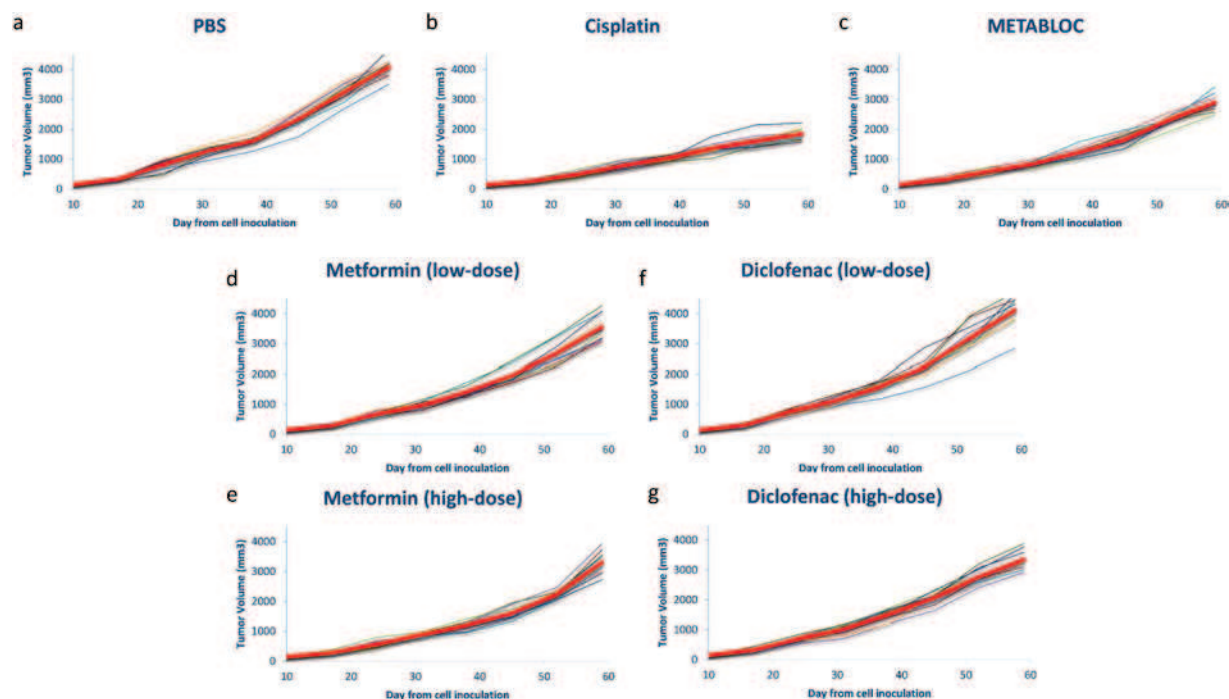 a
PBS
Tumor Volume (mm3)
4000
3000
2000
1000
0
10 20 30 40 50 60
Day from cell inoculation
b
Cisplatin
Tumor Volume (mm3)
4000
3000
2000
1000
0
10 20 30 40 50 60
Day from cell inoculation
c
METABLOC
Tumor Volume (mm3)
4000
3000
2000
1000
0
10 20 30 40 50 60
Day from cell inoculation
d
Metformin (low-dose)
Tumor Volume (mm3)
4000
3000
2000
1000
0
10 20 30 40 50 60
Day from cell inoculation
f
Diclofenac (low-dose)
Tumor Volume (mm3)
4000
3000
2000
1000
0
10 20 30 40 50 60
Day from cell inoculation
e
Metformin (high-dose)
Tumor Volume (mm3)
4000
3000
2000
1000
0
10 20 30 40 50 60
Day from cell inoculation
g
Diclofenac (high-dose)
Tumor Volume (mm3)
4000
3000
2000
1000
0
10 20 30 40 50 60
Day from cell inoculation